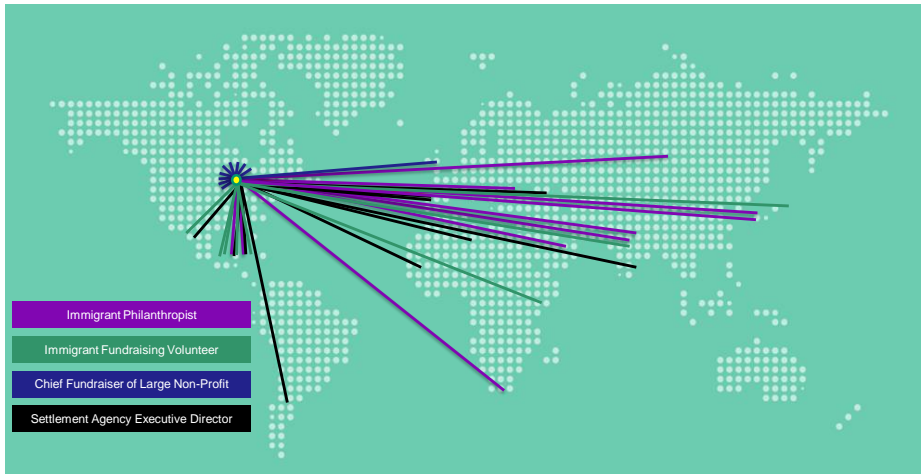 Immigrant Philanthropist
Immigrant Fundraising Volunteer
Chief Fundraiser of Large Non-Profit
Settlement Agency Executive Director